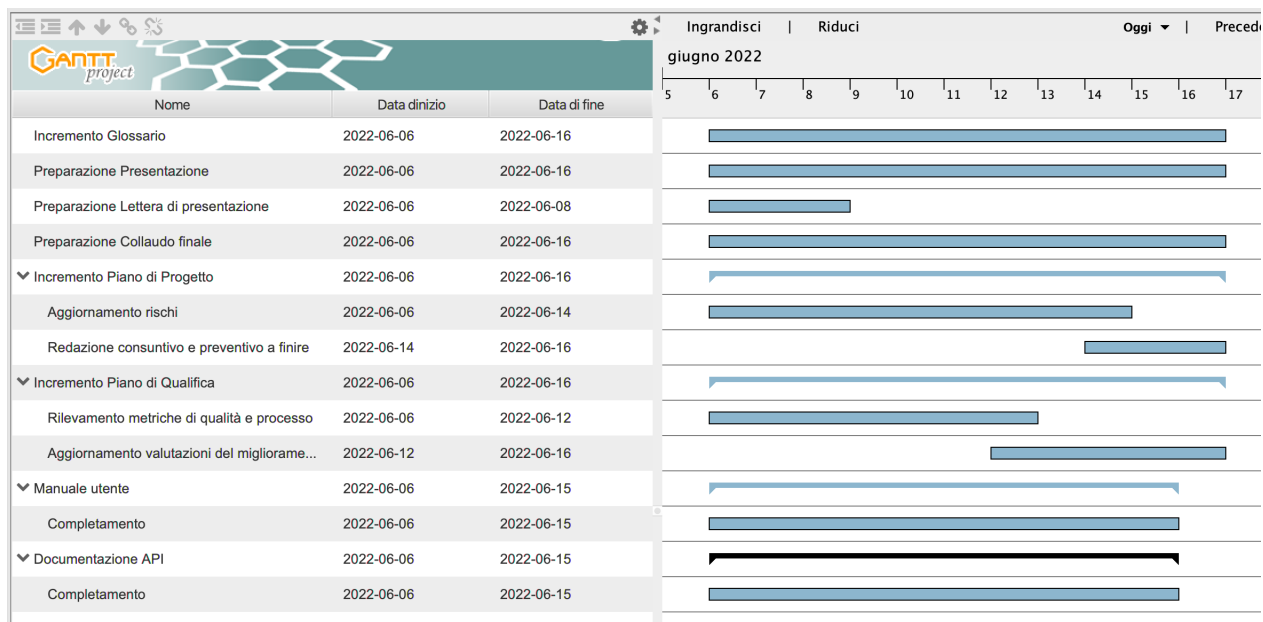 Ingrandisci | Riduci Oggi | Preced
GANTT project
giugno 2022
5 6 7 8 9 10 11 12 13 14 15 16 17
Nome Data dinizio Data di fine
Incremento Glossario 2022-06-06 2022-06-16
Preparazione Presentazione 2022-06-06 2022-06-16
Preparazione Lettera di presentazione 2022-06-06 2022-06-08
Preparazione Collaudo finale 2022-06-06 2022-06-16
Incremento Piano di Progetto 2022-06-06 2022-06-16
Aggiornamento rischi 2022-06-06 2022-06-14
Redazione consuntivo e preventivo a finire 2022-06-14 2022-06-16
Incremento Piano di Qualifica 2022-06-06 2022-06-16
Rilevamento metriche di qualità e processo 2022-06-06 2022-06-12
Aggiornamento valutazioni del migliorame... 2022-06-12 2022-06-16
Manuale utente 2022-06-06 2022-06-15
Completamento 2022-06-06 2022-06-15
Documentazione API 2022-06-06 2022-06-15
Completamento 2022-06-06 2022-06-15